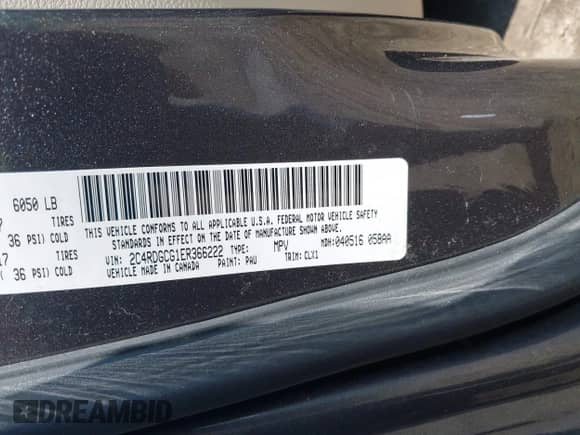 6050 LB
TIRES
36 PSI) COLD
17 TIRES
( 36 PSI) COLD
THIS VEHICLE CONFORMS TO ALL APPLICABLE U.S.A. FEDERAL MOTOR VEHICLE SAFETY
STANDARDS IN EFFECT ON THE DATE OF MANUFACTURE SHOWN ABOVE.
VIN: 2C4RDGCG1ER366222 TYPE: MPV MDH: 040516 058AA
MADE IN CANADA PAINT: PAU TRIM: CLX1
DREAMBID